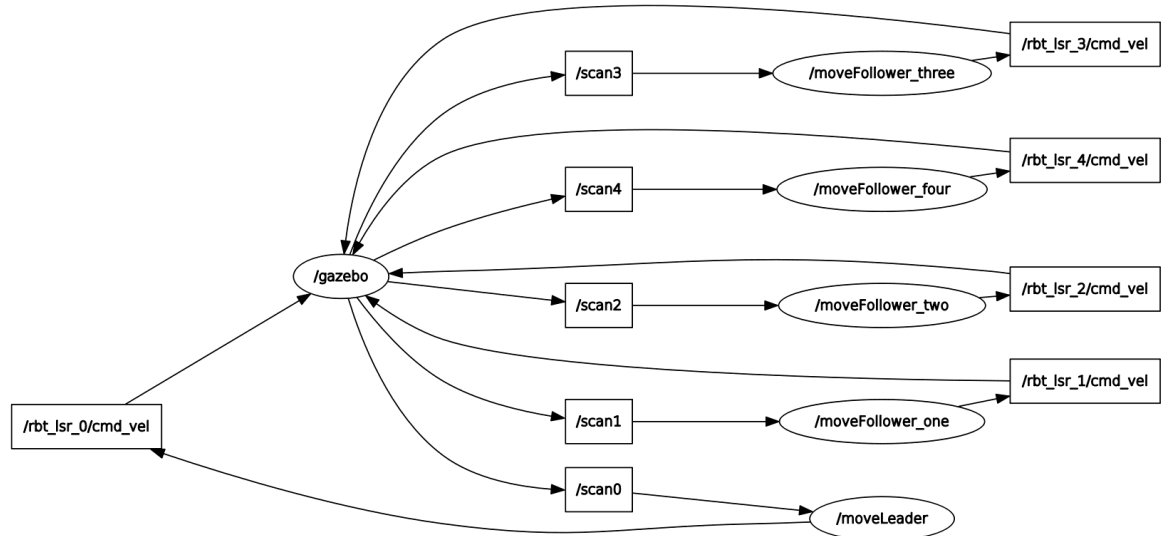 /rbt_lsr_3/cmd_vel
/scan3
/moveFollower_three
/rbt_lsr_4/cmd_vel
/scan4
/moveFollower_four
/gazebo
/rbt_lsr_2/cmd_vel
/scan2
/moveFollower_two
/rbt_lsr_1/cmd_vel
/scan1
/moveFollower_one
/rbt_lsr_0/cmd_vel
/scan0
/moveLeader